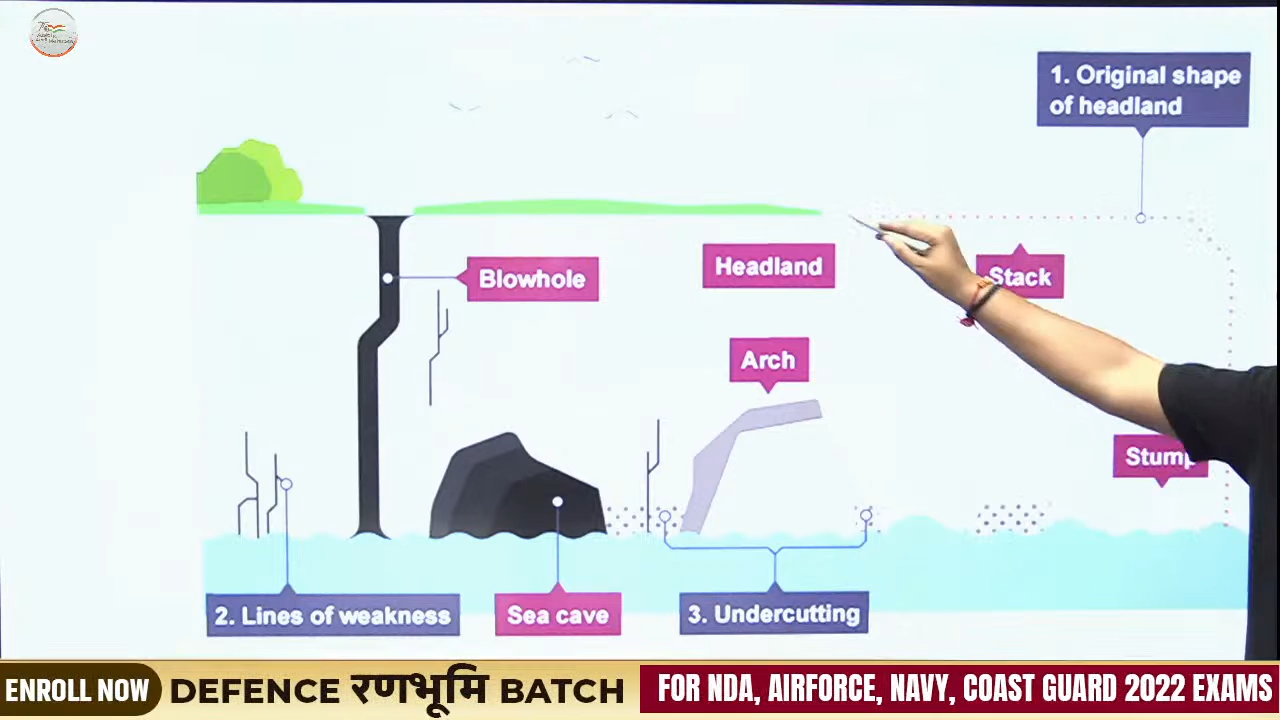 1. Original shape
of headland
Blowhole
Headland
Stack
Arch
Stump
2. Lines of weakness
Sea cave
3. Undercutting
ENROLL NOW
DEFENCE रणभूमि BATCH
FOR NDA, AIRFORCE, NAVY, COAST GUARD 2022 EXAMS